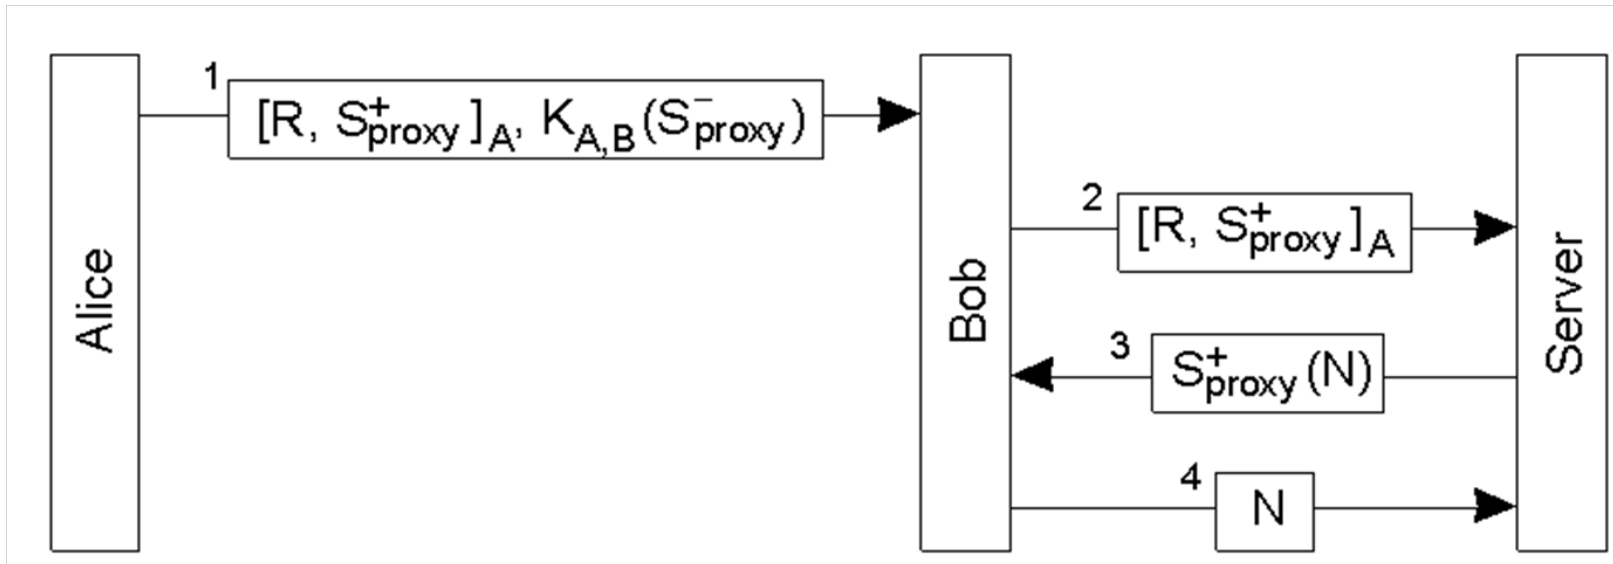 Alice
1
[R, S⁺proxy]A, KA,B(S⁻proxy)
Bob
2
[R, S⁺proxy]A
3
S⁺proxy(N)
4
N
Server